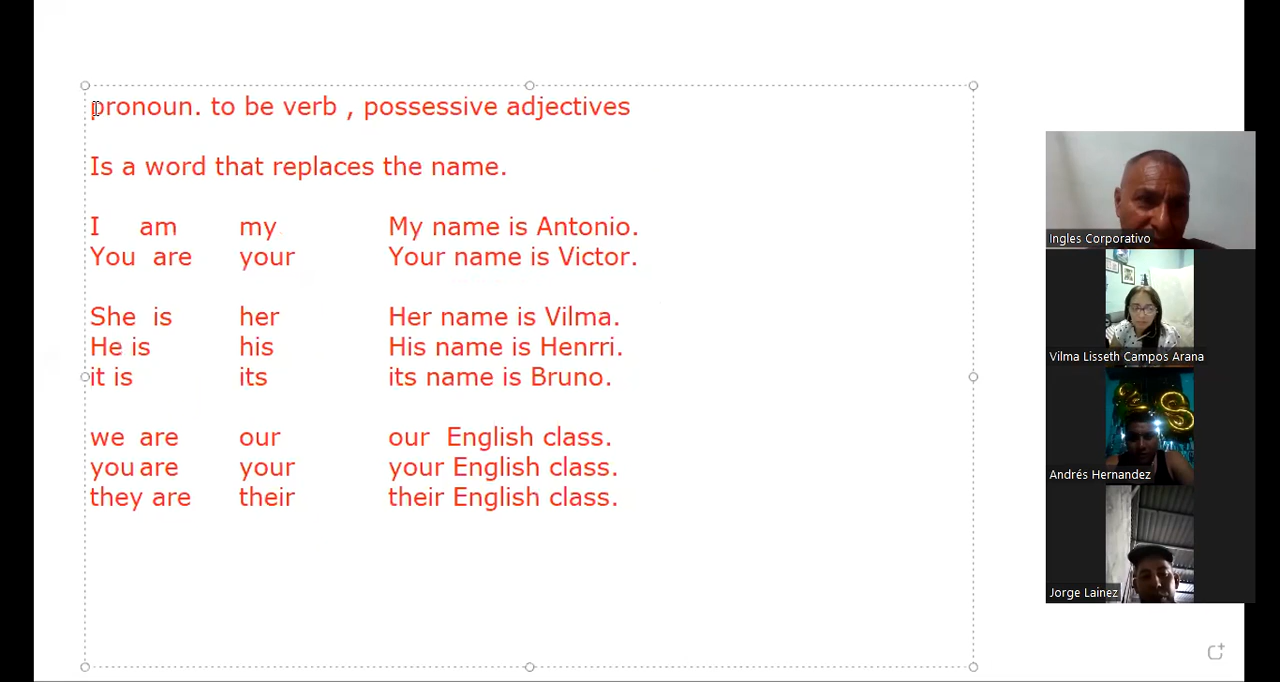 pronoun. to be verb , possessive adjectives
Is a word that replaces the name.
I am my My name is Antonio.
You are your Your name is Victor.
She is her Her name is Vilma.
He is his His name is Henrri.
it is its its name is Bruno.
we are our our English class.
you are your your English class.
they are their their English class.
Ingles Corporativo
Vilma Lisseth Campos Arana
Andrés Hernandez
Jorge Lainez